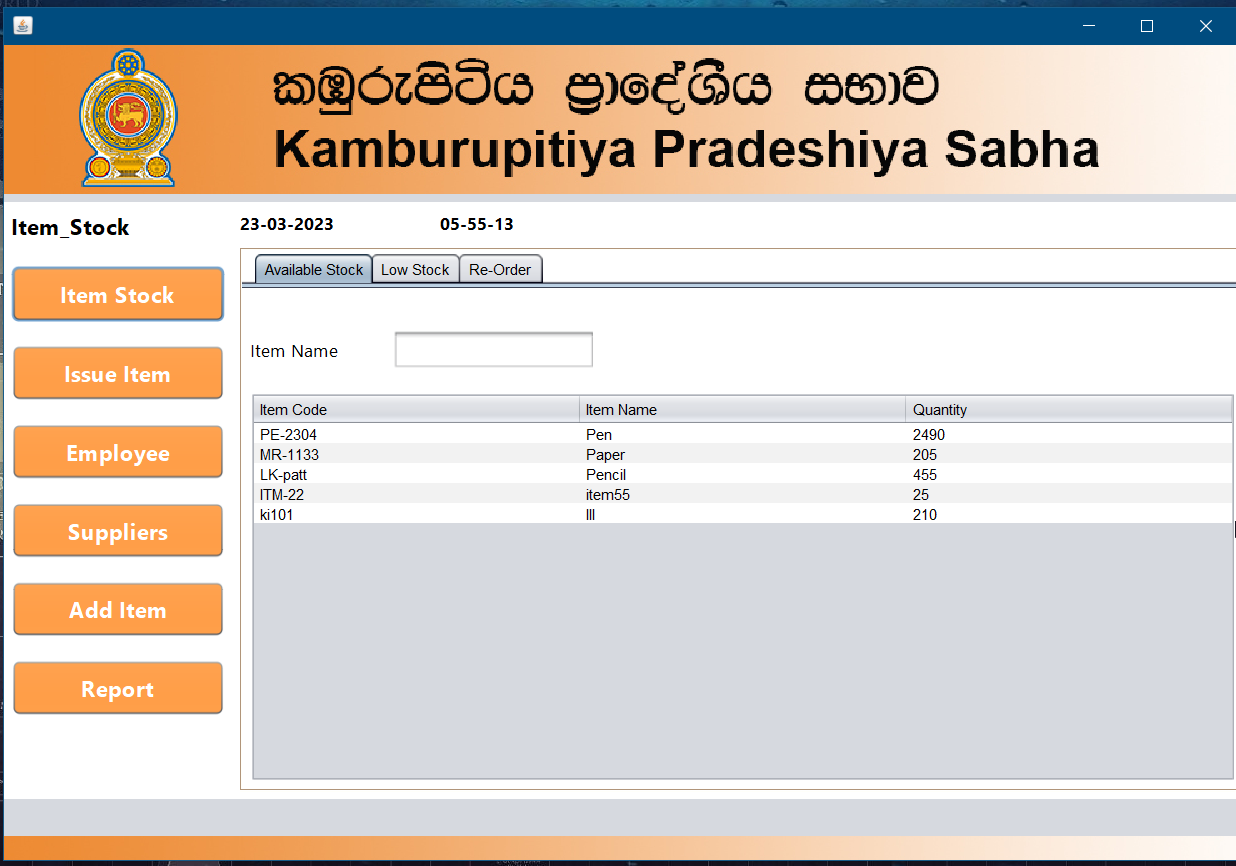 කඹුරුපිටිය ප්‍රාදේශීය සභාව
Kamburupitiya Pradeshiya Sabha
Item_Stock 23-03-2023 05-55-13
Available Stock Low Stock Re-Order
Item Stock
Issue Item
Employee
Suppliers
Add Item
Report
Item Name
Item Code Item Name Quantity
PE-2304 Pen 2490
MR-1133 Paper 205
LK-patt Pencil 455
ITM-22 item55 25
ki101 lll 210